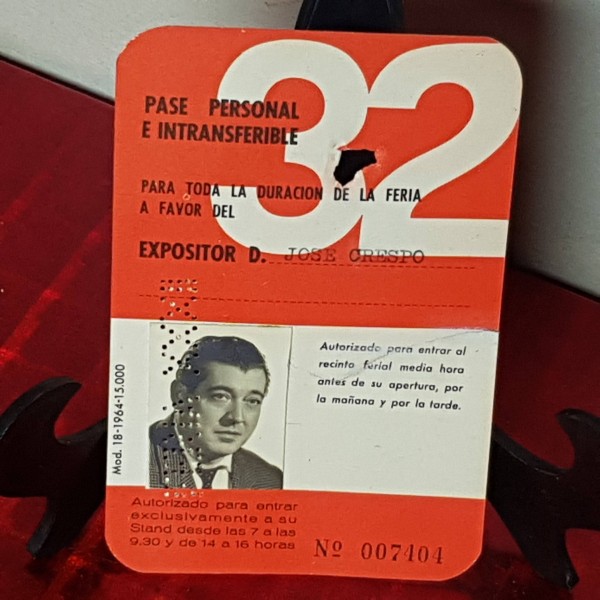 32
PASE PERSONAL
E INTRANSFERIBLE
PARA TODA LA DURACION DE LA FERIA
A FAVOR DEL
EXPOSITOR D. JOSE CRESPO
Mod. 18-1964-15.000
Autorizado para entrar al
recinto ferial media hora
antes de su apertura, por
la mañana y por la tarde.
Autorizado para entrar
exclusivamente a su
Stand desde las 7 a las
9.30 y de 14 a 16 horas
Nº 007404